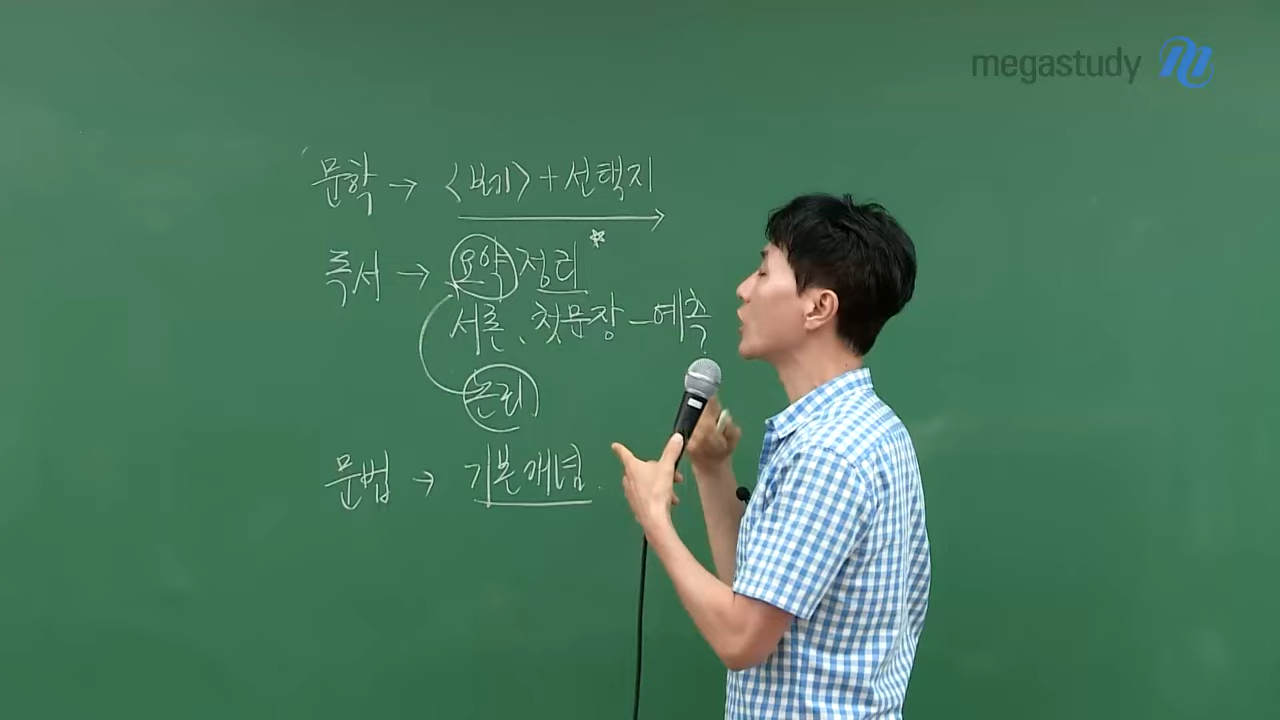 megastudy
문학 → <보기> + 선택지
독서 → 요약정리
서론, 첫문장 - 예측
논리
문법 → 기본개념